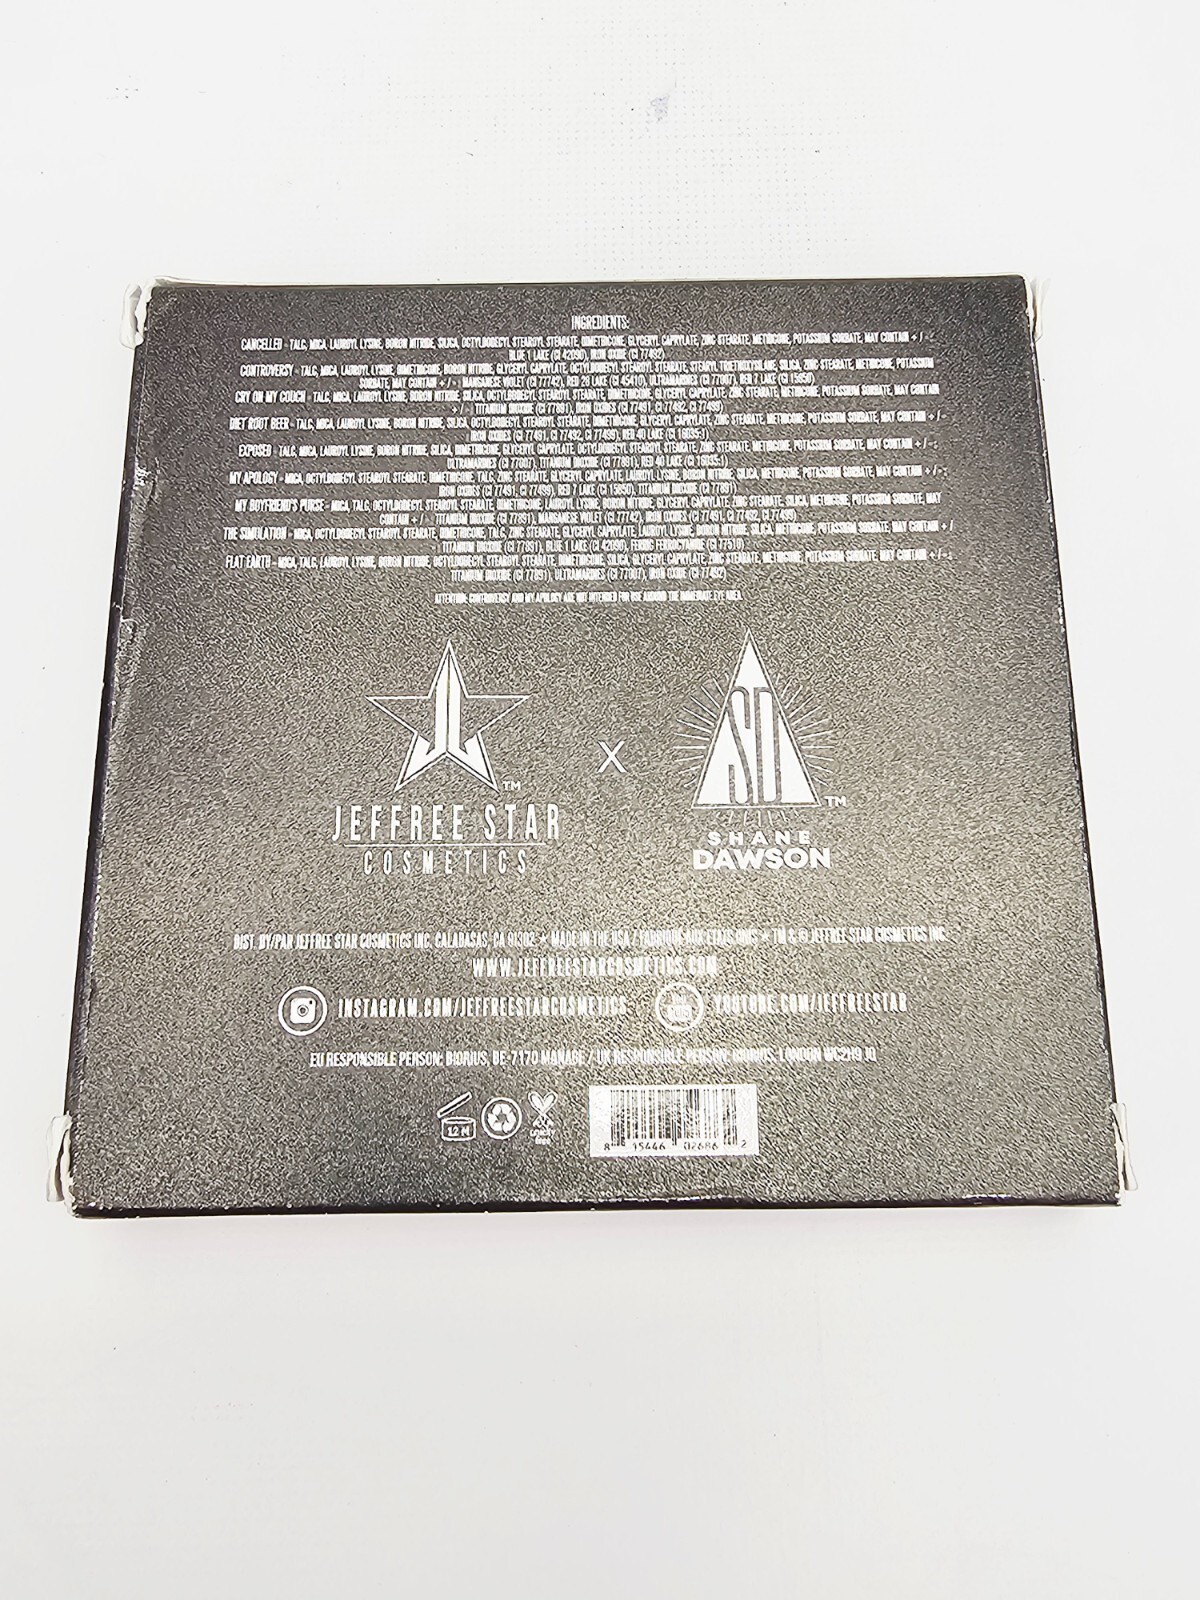 INGREDIENTS:
CANCELLED - TALC, MICA, LAUROYL LYSINE, BORON NITRIDE, SILICA, OCTYLDODECYL STEAROYL STEARATE, DIMETHICONE, GLYCERYL CAPRYLATE, ZINC STEARATE, METHICONE, POTASSIUM SORBATE, MAY CONTAIN + / - :
BLUE 1 LAKE (CI 42090), IRON OXIDE (CI 77492)
CONTROVERSY - TALC, MICA, LAUROYL LYSINE, DIMETHICONE, BORON NITRIDE, GLYCERYL CAPRYLATE, OCTYLDODECYL STEAROYL STEARATE, STEARYL TRIETHOXYSILANE, SILICA, ZINC STEARATE, METHICONE, POTASSIUM
SORBATE, MAY CONTAIN + / - : MANGANESE VIOLET (CI 77742), RED 28 LAKE (CI 45410), ULTRAMARINES (CI 77007), RED 7 LAKE (CI 15850)
CRY ON MY COUCH - TALC, MICA, LAUROYL LYSINE, BORON NITRIDE, SILICA, OCTYLDODECYL STEAROYL STEARATE, DIMETHICONE, GLYCERYL CAPRYLATE, ZINC STEARATE, METHICONE, POTASSIUM SORBATE, MAY CONTAIN
+ / - : TITANIUM DIOXIDE (CI 77891), IRON OXIDES (CI 77491, CI 77492, CI 77499)
DIET ROOT BEER - TALC, MICA, LAUROYL LYSINE, BORON NITRIDE, SILICA, OCTYLDODECYL STEAROYL STEARATE, DIMETHICONE, GLYCERYL CAPRYLATE, ZINC STEARATE, METHICONE, POTASSIUM SORBATE, MAY CONTAIN + / - :
IRON OXIDES (CI 77491, CI 77492, CI 77499), RED 40 LAKE (CI 16035:1)
EXPOSED - TALC, MICA, LAUROYL LYSINE, BORON NITRIDE, SILICA, DIMETHICONE, GLYCERYL CAPRYLATE, OCTYLDODECYL STEAROYL STEARATE, ZINC STEARATE, METHICONE, POTASSIUM SORBATE, MAY CONTAIN + / - :
ULTRAMARINES (CI 77007), TITANIUM DIOXIDE (CI 77891), RED 40 LAKE (CI 16035:1)
MY APOLOGY - MICA, OCTYLDODECYL STEAROYL STEARATE DIMETHICONE, TALC, ZINC STEARATE, GLYCERYL CAPRYLATE, LAUROYL LYSINE, BORON NITRIDE, SILICA, METHICONE, POTASSIUM SORBATE, MAY CONTAIN + / - :
IRON OXIDES (CI 77491, CI 77499), RED 7 LAKE (CI 15850), TITANIUM DIOXIDE (CI 77891)
MY BOYFRIEND'S PURSE - MICA, TALC, OCTYLDODECYL STEAROYL STEARATE, DIMETHICONE, LAUROYL LYSINE, BORON NITRIDE, GLYCERYL CAPRYLATE, ZINC STEARATE, SILICA, METHICONE, POTASSIUM SORBATE, MAY
CONTAIN + / - : TITANIUM DIOXIDE (CI 77891), MANGANESE VIOLET (CI 77742), IRON OXIDES (CI 77491, CI 77492, CI 77499)
THE SIMULATION - MICA, OCTYLDODECYL STEAROYL STEARATE, DIMETHICONE, TALC, ZINC STEARATE, GLYCERYL CAPRYLATE, LAUROYL LYSINE, BORON NITRIDE, SILICA, METHICONE, POTASSIUM SORBATE, MAY CONTAIN + /
- : TITANIUM DIOXIDE (CI 77891), BLUE 1 LAKE (CI 42090), FERRIC FERROCYANIDE (CI 77510)
FLAT EARTH - MICA, TALC, LAUROYL LYSINE, BORON NITRIDE, OCTYLDODECYL STEAROYL STEARATE, DIMETHICONE, SILICA, GLYCERYL CAPRYLATE, ZINC STEARATE, METHICONE, POTASSIUM SORBATE, MAY CONTAIN + / - :
TITANIUM DIOXIDE (CI 77891), ULTRAMARINES (CI 77007), IRON OXIDE (CI 77492)
ATTENTION: CONTROVERSY AND MY APOLOGY ARE NOT INTENDED FOR USE AROUND THE IMMEDIATE EYE AREA.
TM
JEFFREE STAR
COSMETICS
X
SD
TM
SHANE
DAWSON
DIST. BY/PAR JEFFREE STAR COSMETICS INC. CALABASAS, CA 91302 ★ MADE IN THE USA / FABRIQUÉ AUX ÉTATS UNIS ★ TM & © JEFFREE STAR COSMETICS INC.
WWW.JEFFREESTARCOSMETICS.COM
INSTAGRAM.COM/JEFFREESTARCOSMETICS YOUTUBE.COM/JEFFREESTAR
EU RESPONSIBLE PERSON: BIORIUS, BE-7170 MANAGE / UK RESPONSIBLE PERSON: BIORIUS, LONDON WC2H9JQ
12 M
cruelty
free
8 15446 02686 2